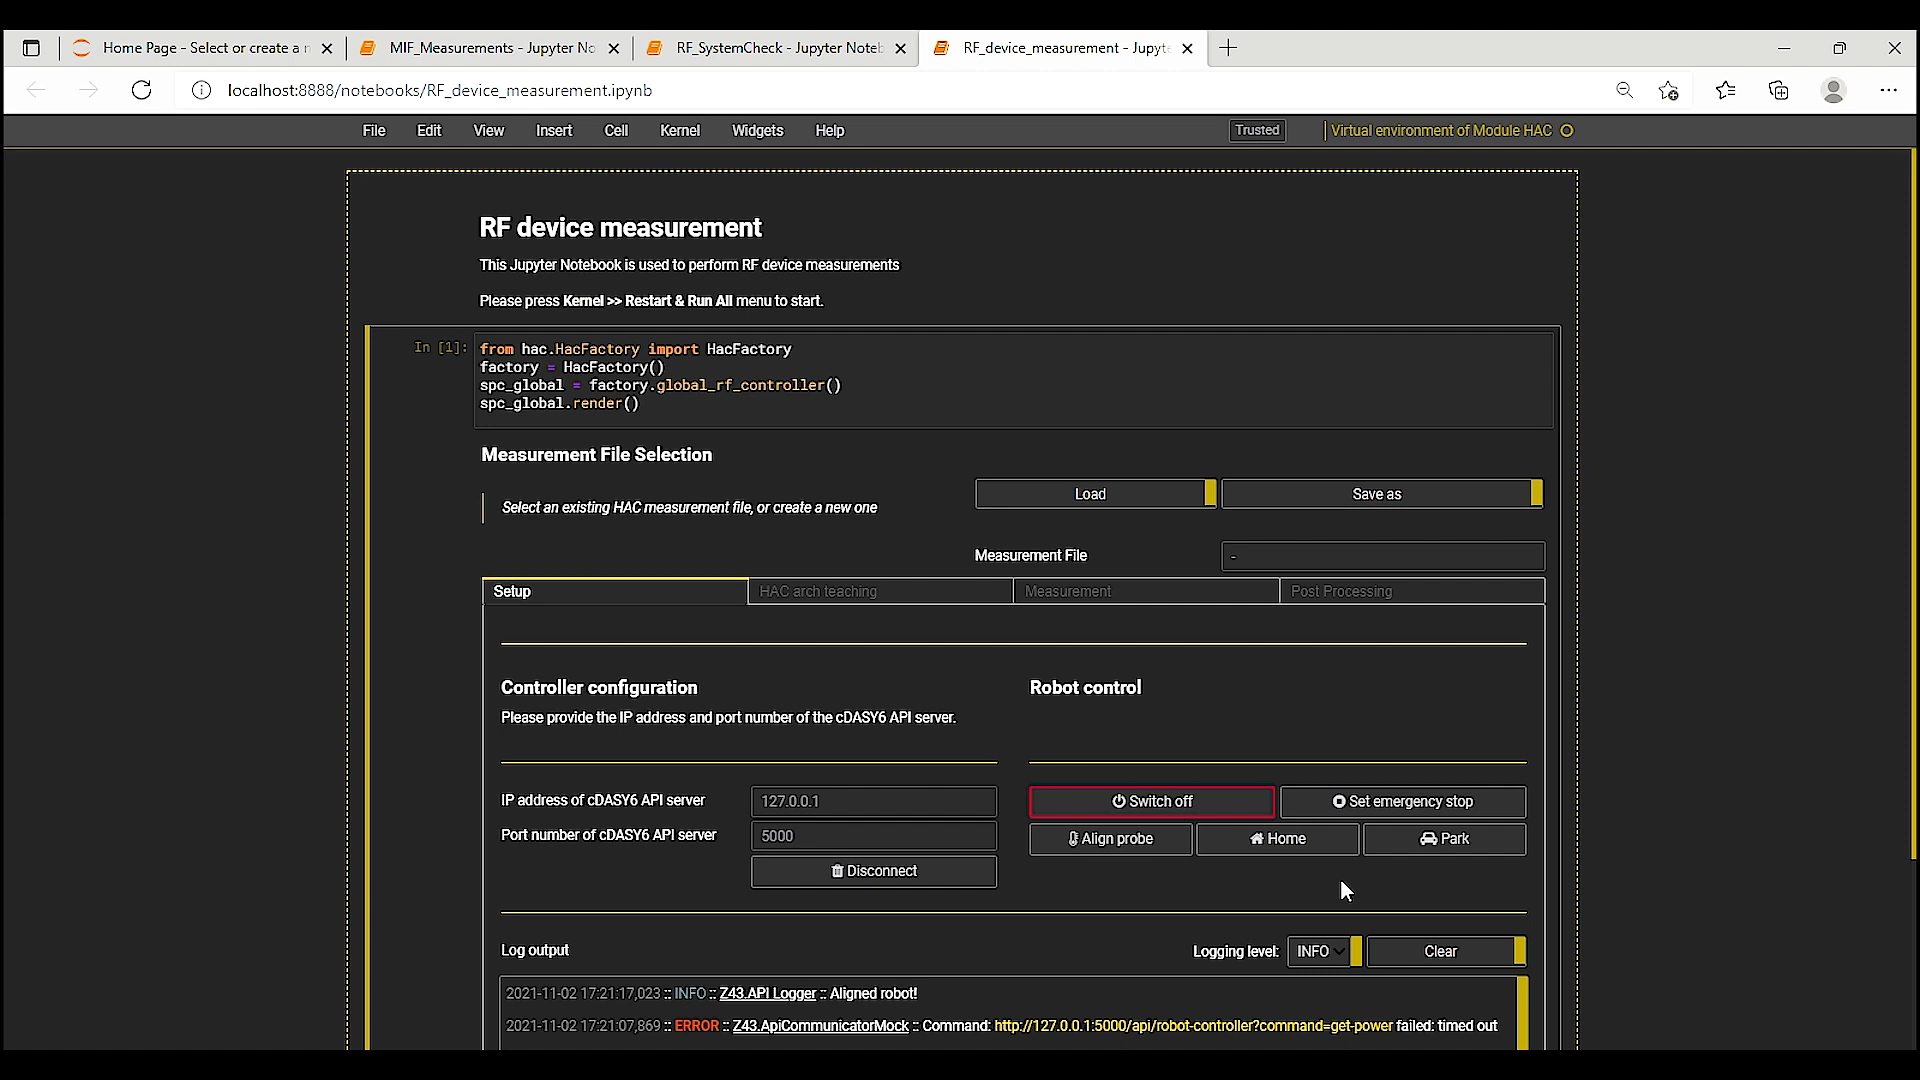 Home Page - Select or create a n
MIF_Measurements - Jupyter No
RF_SystemCheck - Jupyter Noteb
RF_device_measurement - Jupyte
localhost:8888/notebooks/RF_device_measurement.ipynb
File Edit View Insert Cell Kernel Widgets Help Trusted Virtual environment of Module HAC
RF device measurement
This Jupyter Notebook is used to perform RF device measurements
Please press Kernel >> Restart & Run All menu to start.
In [1]: from hac.HacFactory import HacFactory
factory = HacFactory()
spc_global = factory.global_rf_controller()
spc_global.render()
Measurement File Selection
Load Save as
Select an existing HAC measurement file, or create a new one
Measurement File -
Setup HAC arch teaching Measurement Post Processing
Controller configuration Robot control
Please provide the IP address and port number of the cDASY6 API server.
IP address of cDASY6 API server 127.0.0.1 Switch off Set emergency stop
Port number of cDASY6 API server 5000 Align probe Home Park
Disconnect
Log output Logging level: INFO Clear
2021-11-02 17:21:17,023 :: INFO :: Z43.API Logger :: Aligned robot!
2021-11-02 17:21:07,869 :: ERROR :: Z43.ApiCommunicatorMock :: Command: http://127.0.0.1:5000/api/robot-controller?command=get-power failed: timed out